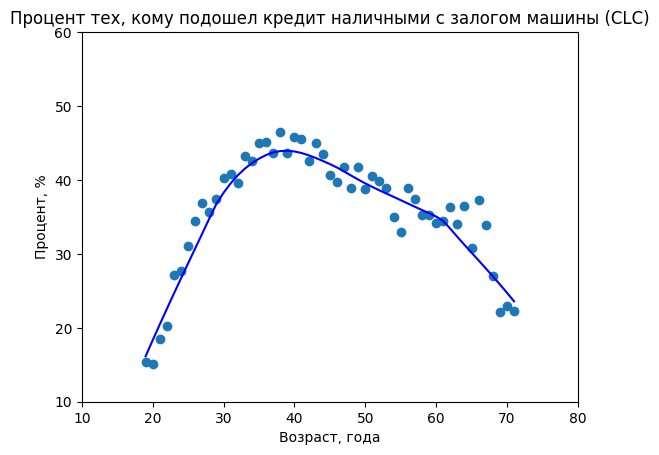 Процент тех, кому подошел кредит наличными с залогом машины (CLC)
60
50
40
30
20
10
Процент, %
10 20 30 40 50 60 70 80
Возраст, года